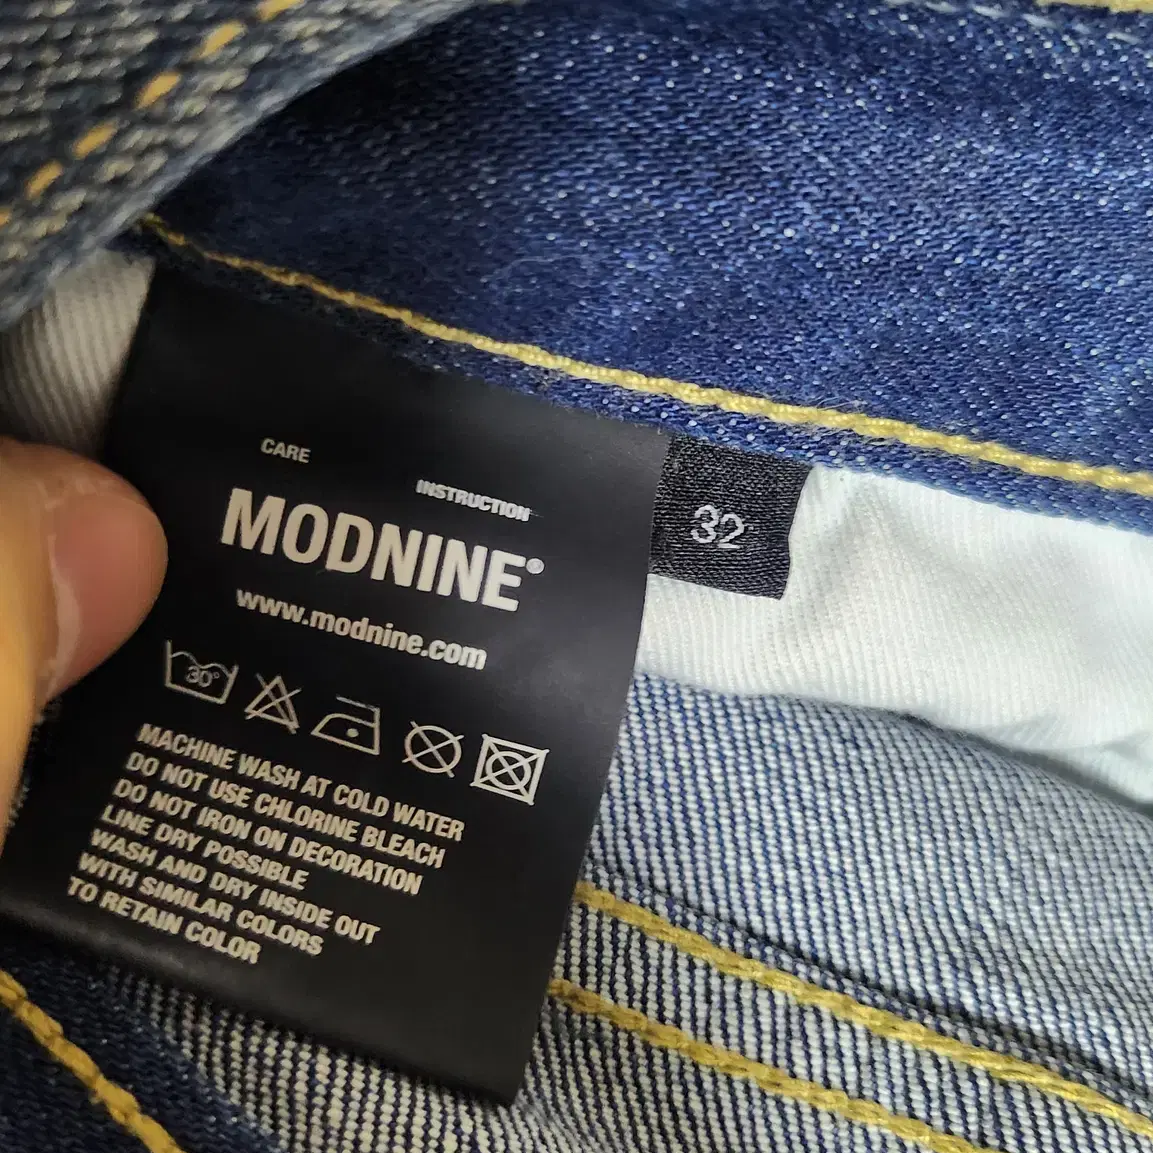 CARE
INSTRUCTION
MODNINE®
www.modnine.com
32
30°
MACHINE WASH AT COLD WATER
DO NOT USE CHLORINE BLEACH
DO NOT IRON ON DECORATION
LINE DRY POSSIBLE
WASH AND DRY INSIDE OUT
WITH SIMILAR COLORS
TO RETAIN COLOR